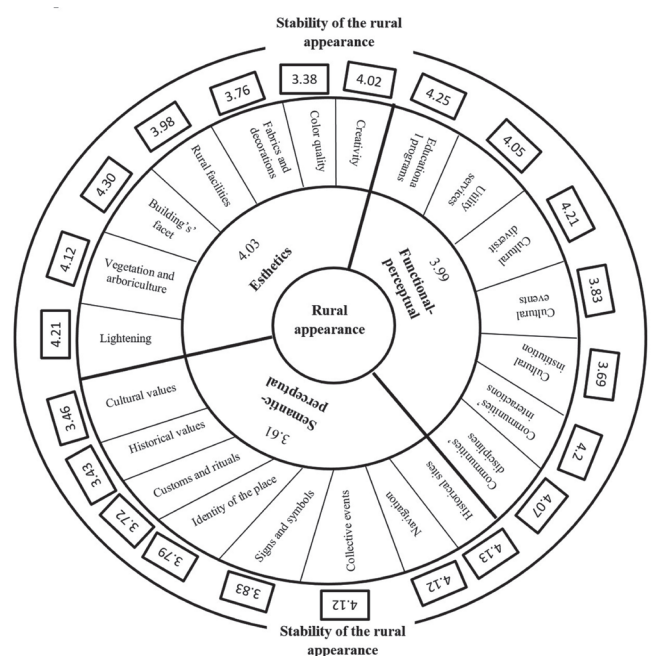 Stability of the rural
appearance
4.02
4.25
4.05
4.21
3.83
3.69
4.2
4.07
4.13
4.12
4.12
3.83
3.79
3.72
3.43
3.46
4.21
4.12
4.30
3.98
3.76
3.38
Creativity
Educationa
l programs
Utility
services
Cultural
diversit
Cultural
events
Cultural
institution
Communities'
interactions
Communities'
disciplines
Historical sites
Navigation
Collective events
Signs and symbols
Identity of the place
Customs and rituals
Historical values
Cultural values
Lightening
Vegetation and
arboriculture
Building's'
facet
Rural facilities
Fabrics and
decorations
Color quality
4.03
Esthetics
3.99
Functional-
perceptual
Semantic-
perceptual
3.61
Rural
appearance
Stability of the rural
appearance